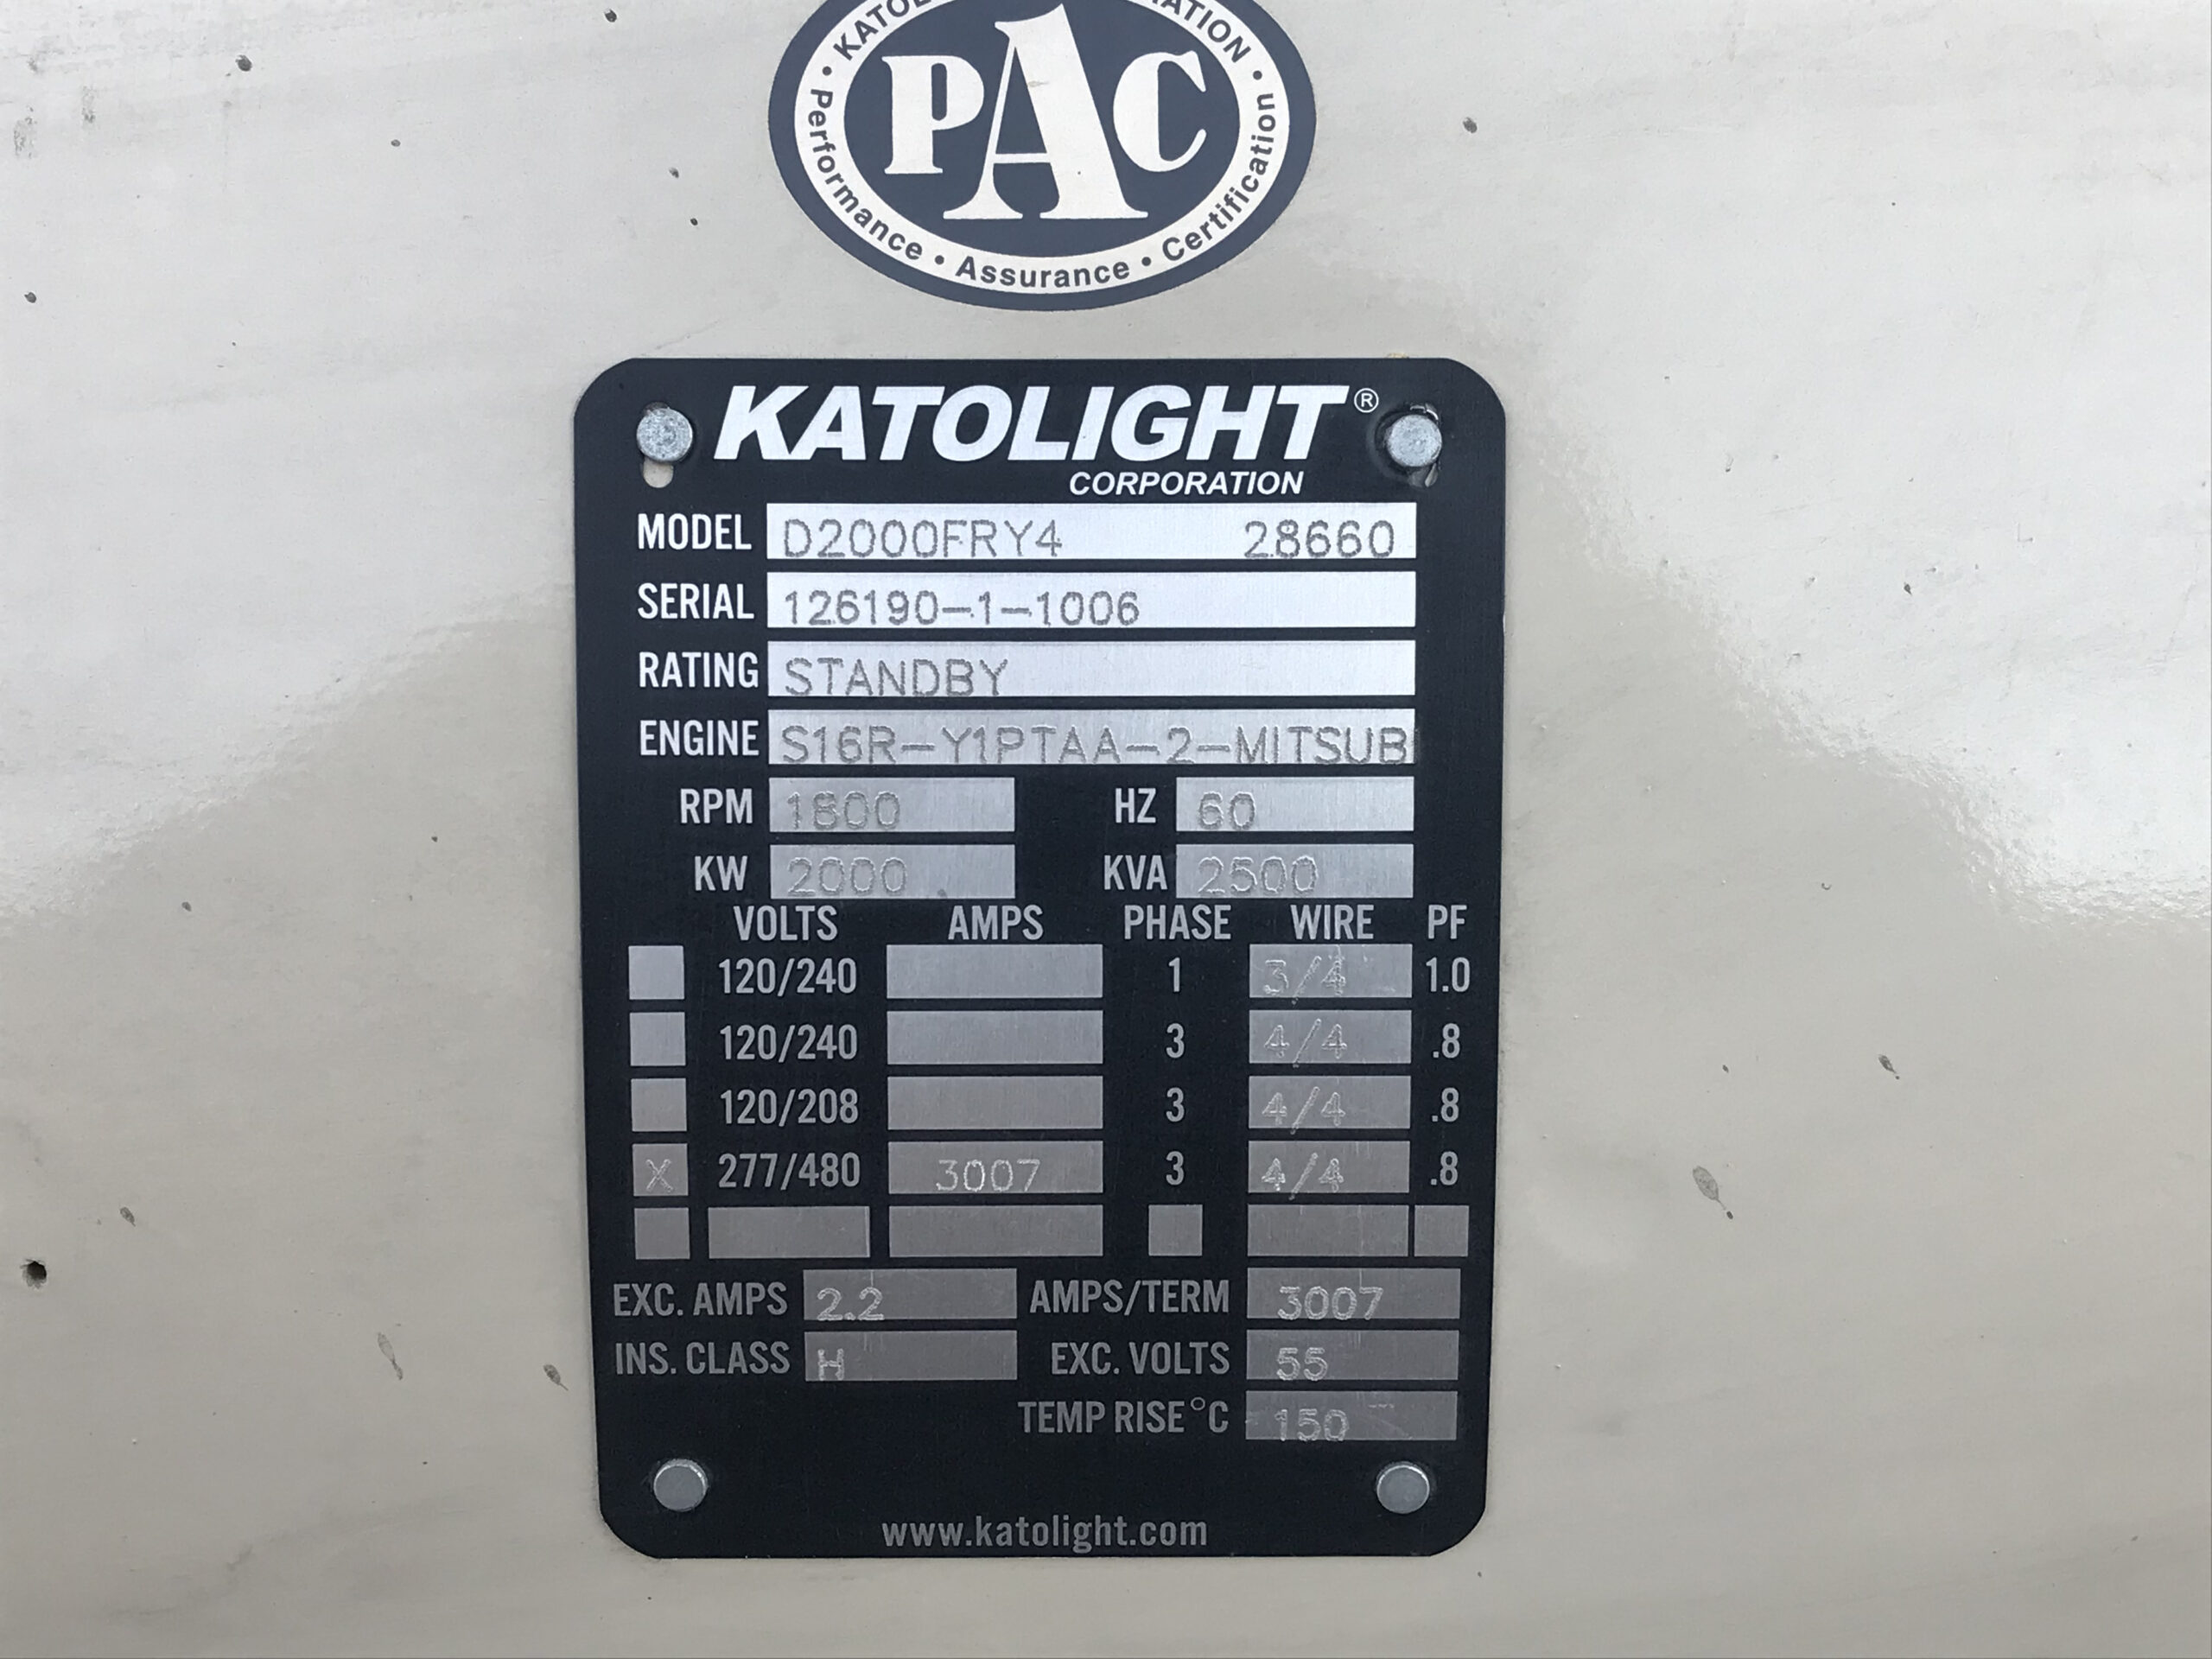 PAC
Performance • Assurance • Certification
KATOLIGHT®
CORPORATION
MODEL D2000FRY4 28660
SERIAL 126190-1-1006
RATING STANDBY
ENGINE S16R-Y1PTAA-2-MITSUB
RPM 1800 HZ 60
KW 2000 KVA 2500
VOLTS AMPS PHASE WIRE PF
120/240 1 3/4 1.0
120/240 3 4/4 .8
120/208 3 4/4 .8
X 277/480 3007 3 4/4 .8
EXC. AMPS 2.2 AMPS/TERM 3007
INS. CLASS H EXC. VOLTS 55
TEMP RISE °C 150
www.katolight.com